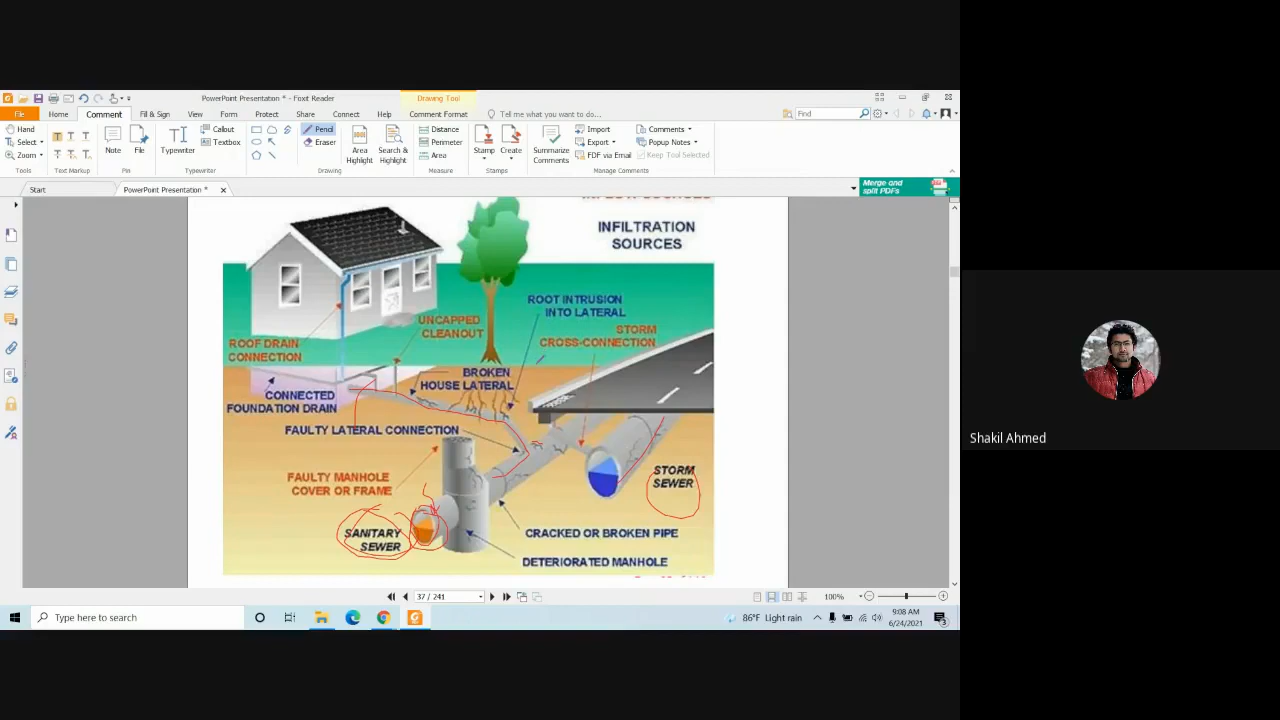 PowerPoint Presentation * - Foxit Reader
Drawing Tool
File
Home
Comment
Fill & Sign
View
Form
Protect
Share
Connect
Help
Comment Format
Tell me what you want to do...
Find
Hand
Select
Zoom
Tools
Text Markup
Note
File
Pin
Typewriter
Callout
Textbox
Typewriter
Pencil
Eraser
Area Highlight
Search & Highlight
Drawing
Distance
Perimeter
Area
Measure
Stamp
Create
Stamps
Summarize Comments
Import
Export
FDF via Email
Comments
Popup Notes
Keep Tool Selected
Manage Comments
Start
PowerPoint Presentation *
Merge and
split PDFs
INFILTRATION
SOURCES
ROOT INTRUSION
INTO LATERAL
UNCAPPED
CLEANOUT
STORM
CROSS-CONNECTION
ROOF DRAIN
CONNECTION
BROKEN
HOUSE LATERAL
CONNECTED
FOUNDATION DRAIN
FAULTY LATERAL CONNECTION
FAULTY MANHOLE
COVER OR FRAME
STORM
SEWER
SANITARY
SEWER
CRACKED OR BROKEN PIPE
DETERIORATED MANHOLE
37 / 241
100%
Type here to search
86°F Light rain
9:08 AM
6/24/2021
3
Shakil Ahmed